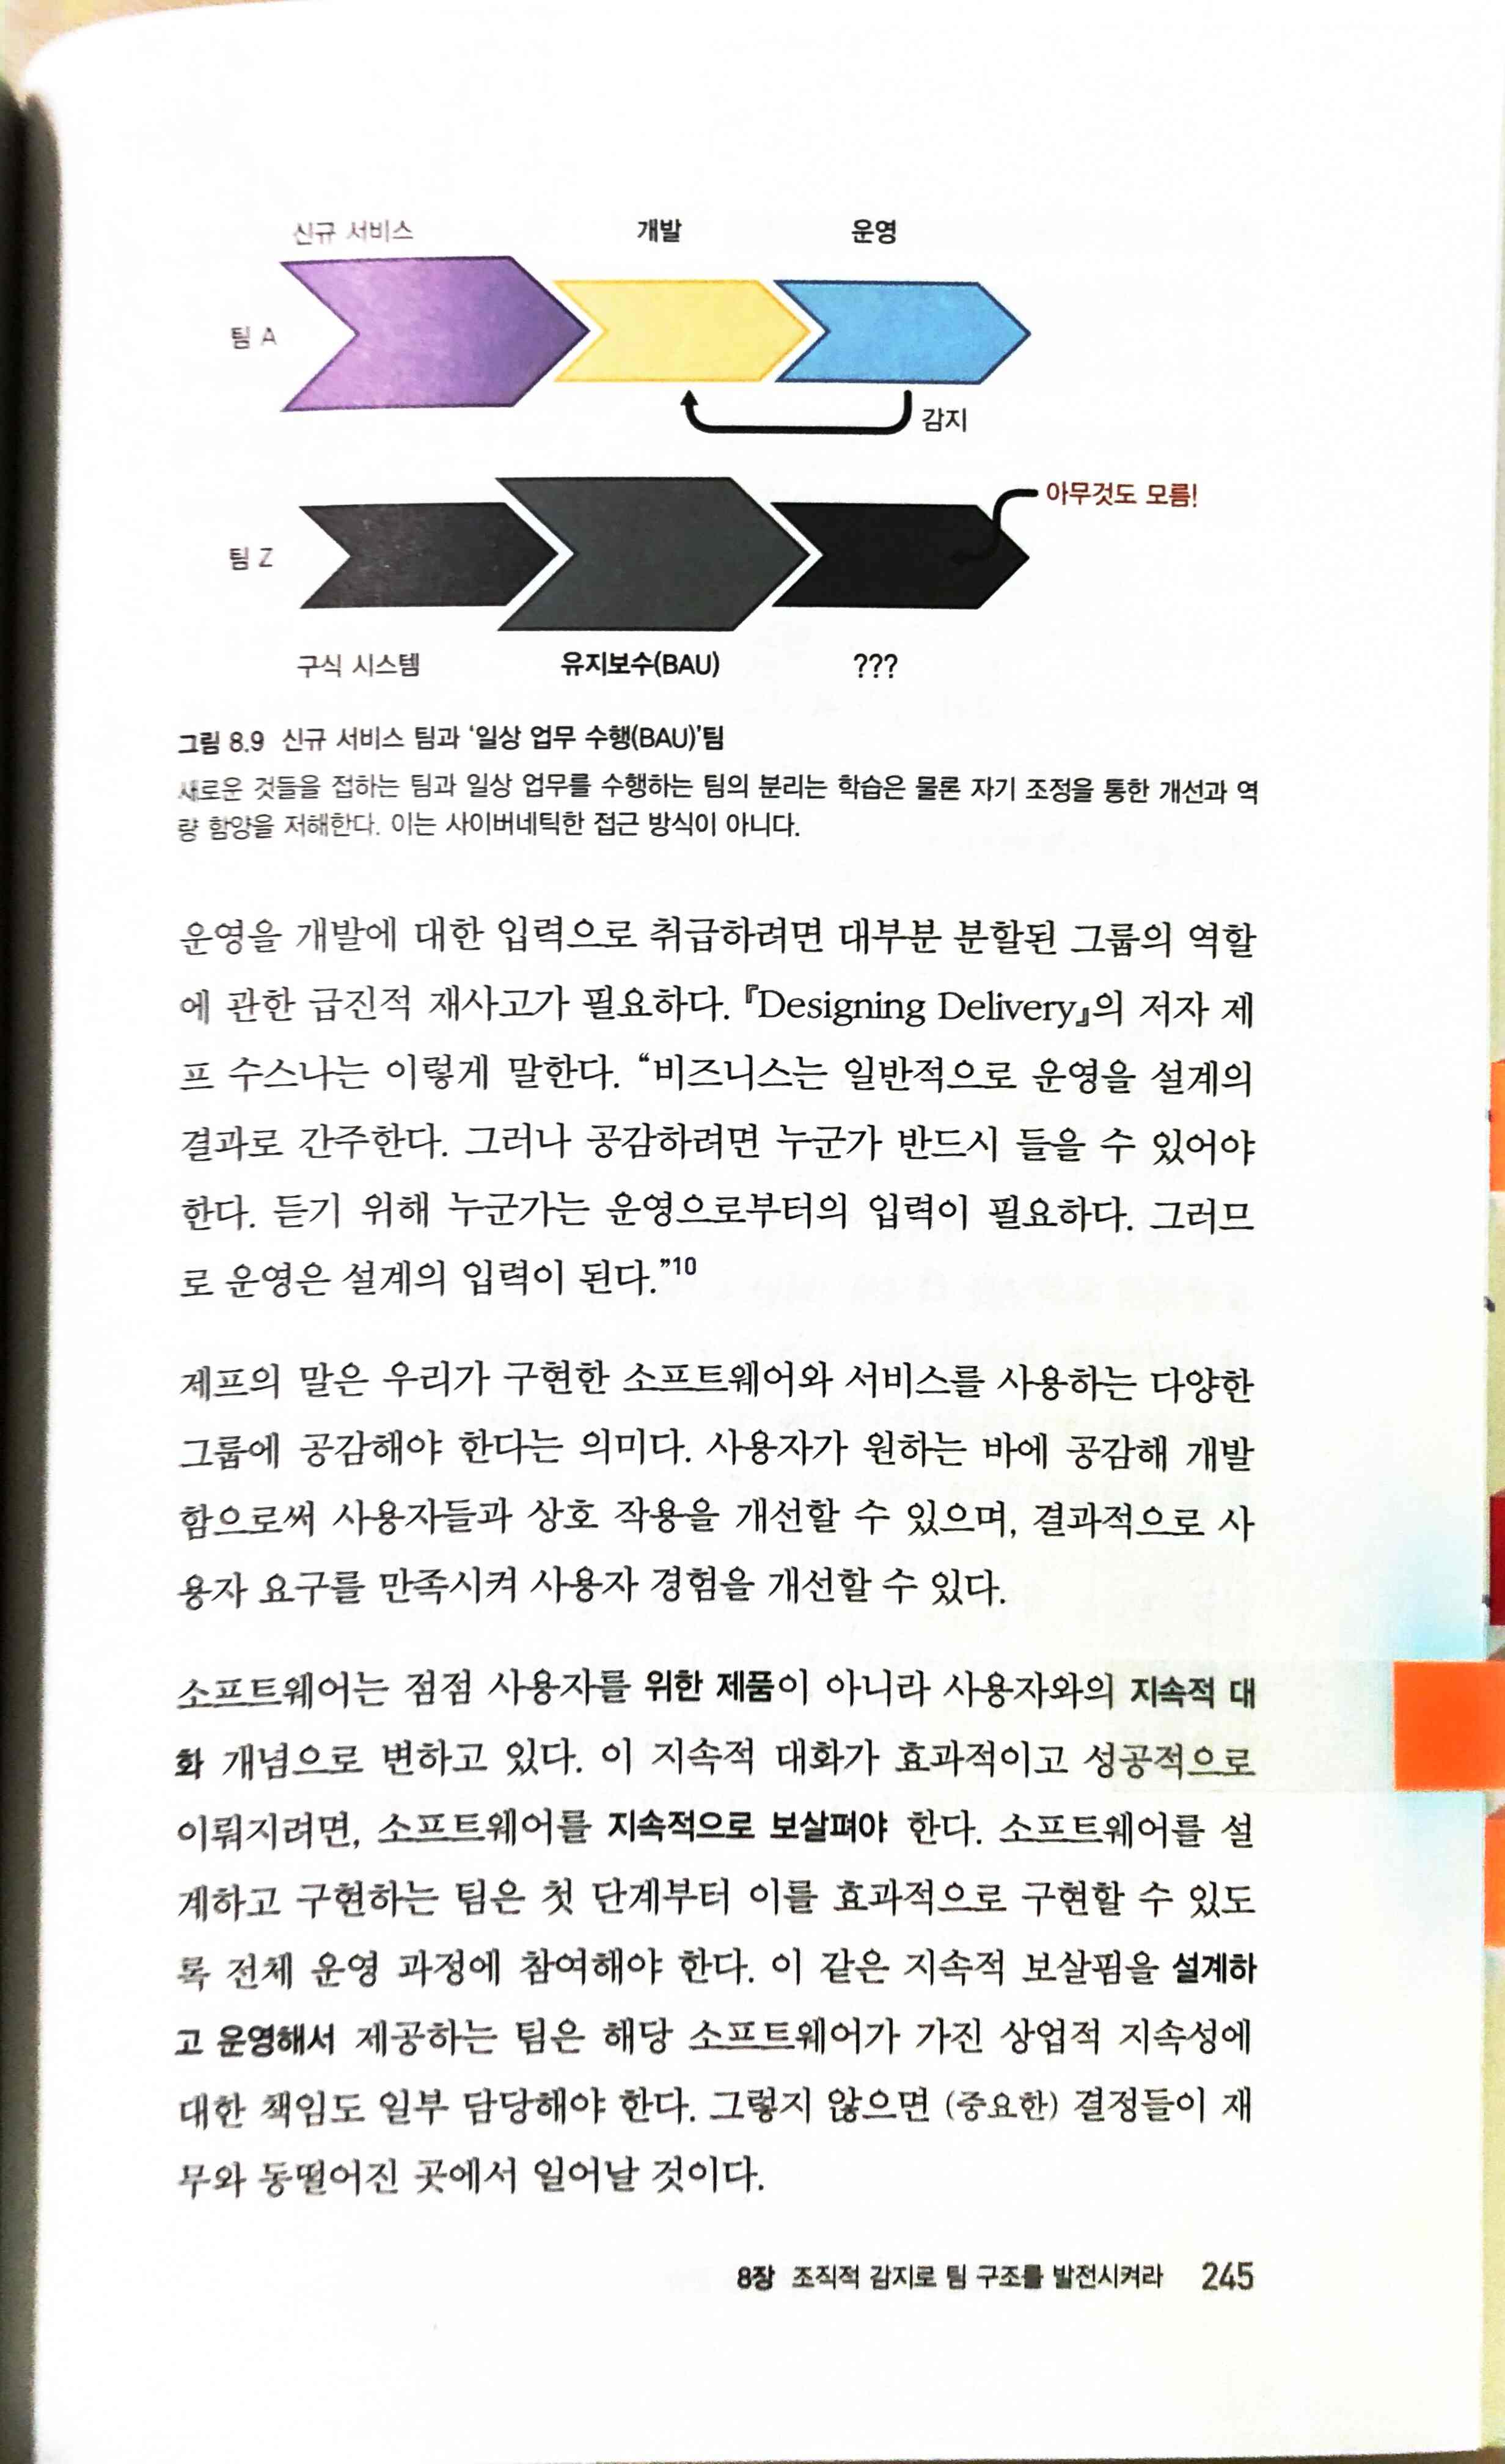 신규 서비스 개발 운영
팀 A
감지
아무것도 모름!
팀 Z
구식 시스템 유지보수(BAU) ???
그림 8.9 신규 서비스 팀과 ‘일상 업무 수행(BAU)’팀
새로운 것들을 접하는 팀과 일상 업무를 수행하는 팀의 분리는 학습은 물론 자기 조정을 통한 개선과 역
량 함양을 저해한다. 이는 사이버네틱한 접근 방식이 아니다.
운영을 개발에 대한 입력으로 취급하려면 대부분 분할된 그룹의 역할
에 관한 급진적 재사고가 필요하다. 『Designing Delivery』의 저자 제
프 수스나는 이렇게 말한다. “비즈니스는 일반적으로 운영을 설계의
결과로 간주한다. 그러나 공감하려면 누군가 반드시 들을 수 있어야
한다. 듣기 위해 누군가는 운영으로부터의 입력이 필요하다. 그러므
로 운영은 설계의 입력이 된다.”10
제프의 말은 우리가 구현한 소프트웨어와 서비스를 사용하는 다양한
그룹에 공감해야 한다는 의미다. 사용자가 원하는 바에 공감해 개발
함으로써 사용자들과 상호 작용을 개선할 수 있으며, 결과적으로 사
용자 요구를 만족시켜 사용자 경험을 개선할 수 있다.
소프트웨어는 점점 사용자를 위한 제품이 아니라 사용자와의 지속적 대
화 개념으로 변하고 있다. 이 지속적 대화가 효과적이고 성공적으로
이뤄지려면, 소프트웨어를 지속적으로 보살펴야 한다. 소프트웨어를 설
계하고 구현하는 팀은 첫 단계부터 이를 효과적으로 구현할 수 있도
록 전체 운영 과정에 참여해야 한다. 이 같은 지속적 보살핌을 설계하
고 운영해서 제공하는 팀은 해당 소프트웨어가 가진 상업적 지속성에
대한 책임도 일부 담당해야 한다. 그렇지 않으면 (중요한) 결정들이 재
무와 동떨어진 곳에서 일어날 것이다.
8장 조직적 감지로 팀 구조를 발전시켜라 245